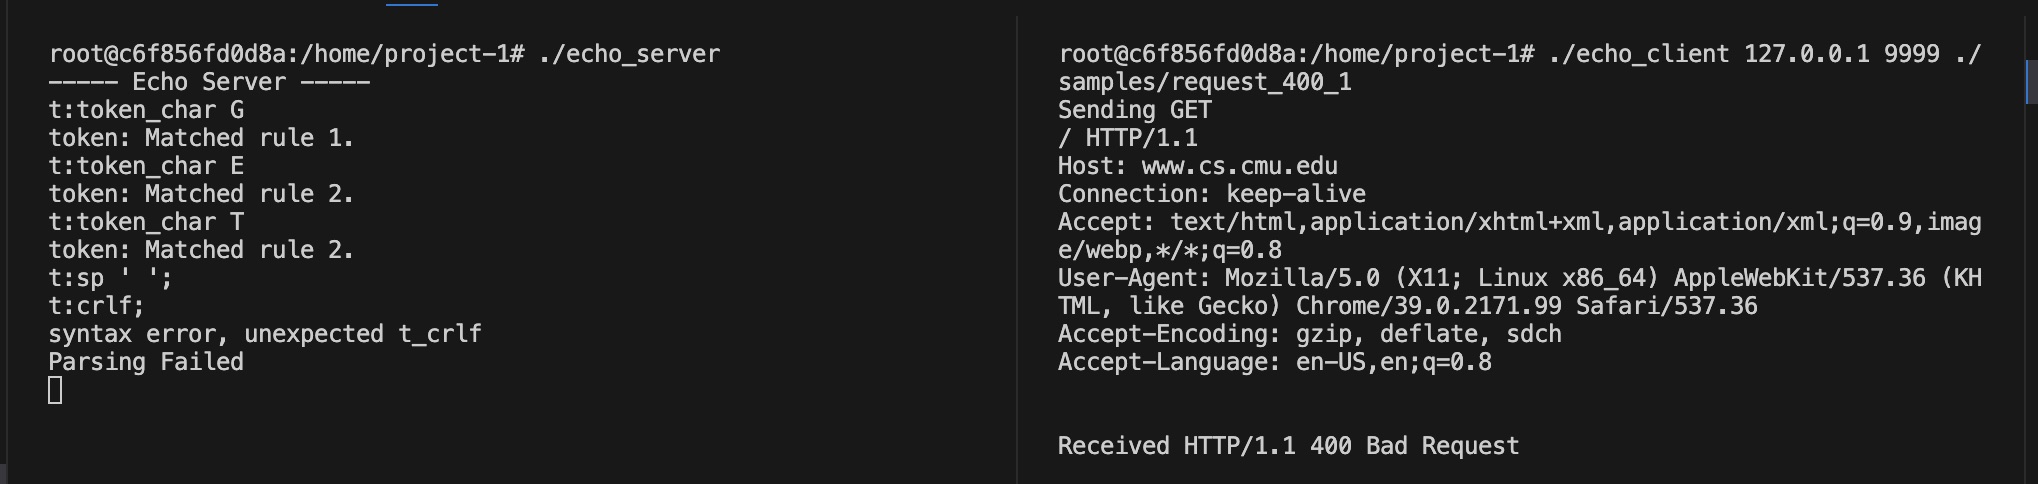 root@c6f856fd0d8a:/home/project-1# ./echo_server
----- Echo Server -----
t:token_char G
token: Matched rule 1.
t:token_char E
token: Matched rule 2.
t:token_char T
token: Matched rule 2.
t:sp ' ';
t:crlf;
syntax error, unexpected t_crlf
Parsing Failed
root@c6f856fd0d8a:/home/project-1# ./echo_client 127.0.0.1 9999 ./
samples/request_400_1
Sending GET
/ HTTP/1.1
Host: www.cs.cmu.edu
Connection: keep-alive
Accept: text/html,application/xhtml+xml,application/xml;q=0.9,imag
e/webp,*/*;q=0.8
User-Agent: Mozilla/5.0 (X11; Linux x86_64) AppleWebKit/537.36 (KH
TML, like Gecko) Chrome/39.0.2171.99 Safari/537.36
Accept-Encoding: gzip, deflate, sdch
Accept-Language: en-US,en;q=0.8
Received HTTP/1.1 400 Bad Request